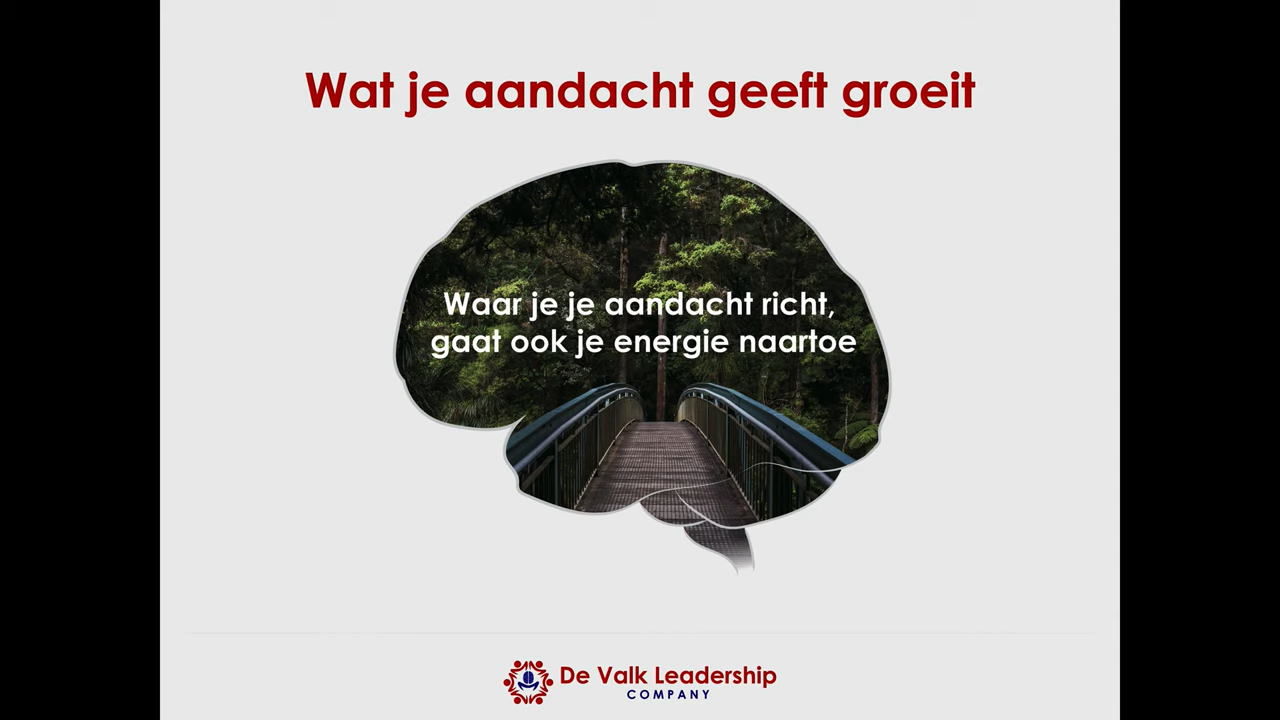 Wat je aandacht geeft groeit
Waar je je aandacht richt,
gaat ook je energie naartoe
De Valk Leadership
COMPANY